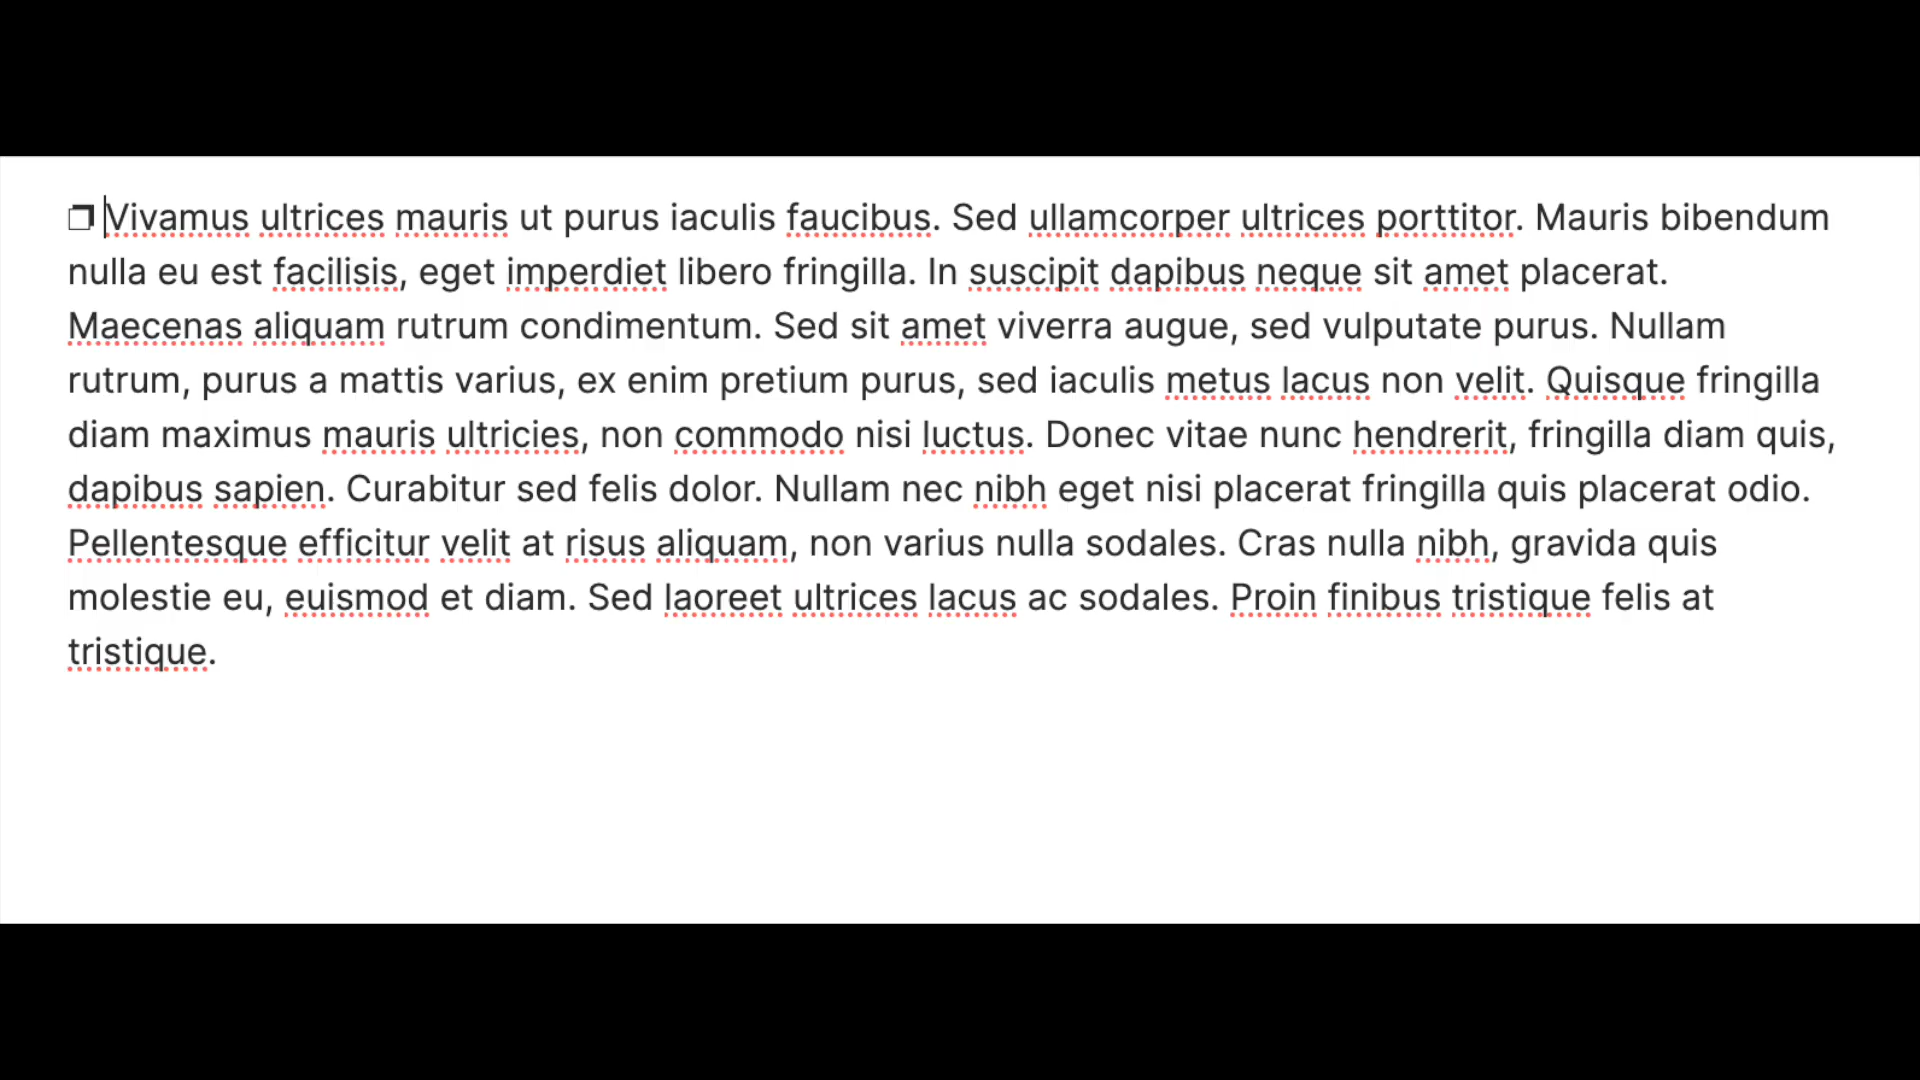 ❐ Vivamus ultrices mauris ut purus iaculis faucibus. Sed ullamcorper ultrices porttitor. Mauris bibendum
nulla eu est facilisis, eget imperdiet libero fringilla. In suscipit dapibus neque sit amet placerat.
Maecenas aliquam rutrum condimentum. Sed sit amet viverra augue, sed vulputate purus. Nullam
rutrum, purus a mattis varius, ex enim pretium purus, sed iaculis metus lacus non velit. Quisque fringilla
diam maximus mauris ultricies, non commodo nisi luctus. Donec vitae nunc hendrerit, fringilla diam quis,
dapibus sapien. Curabitur sed felis dolor. Nullam nec nibh eget nisi placerat fringilla quis placerat odio.
Pellentesque efficitur velit at risus aliquam, non varius nulla sodales. Cras nulla nibh, gravida quis
molestie eu, euismod et diam. Sed laoreet ultrices lacus ac sodales. Proin finibus tristique felis at
tristique.